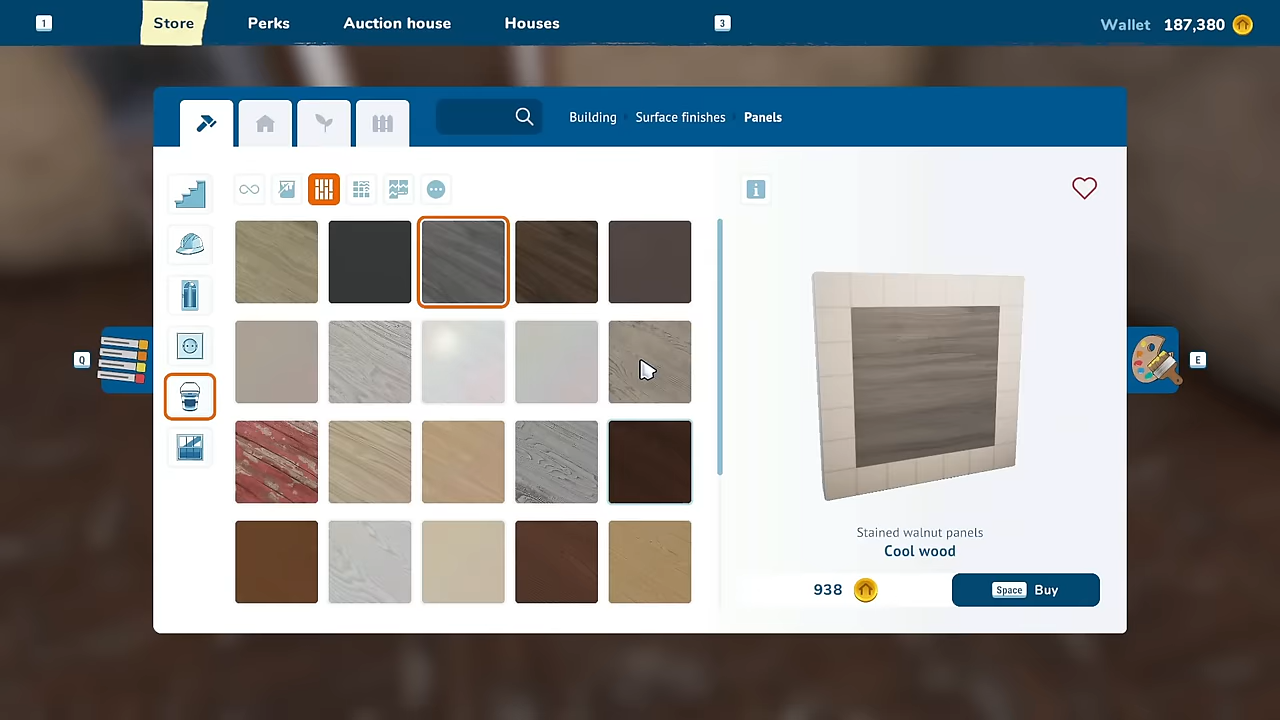 1 Store Perks Auction house Houses 3 Wallet 187,380
Building Surface finishes Panels
Q
E
Stained walnut panels
Cool wood
938 Space Buy